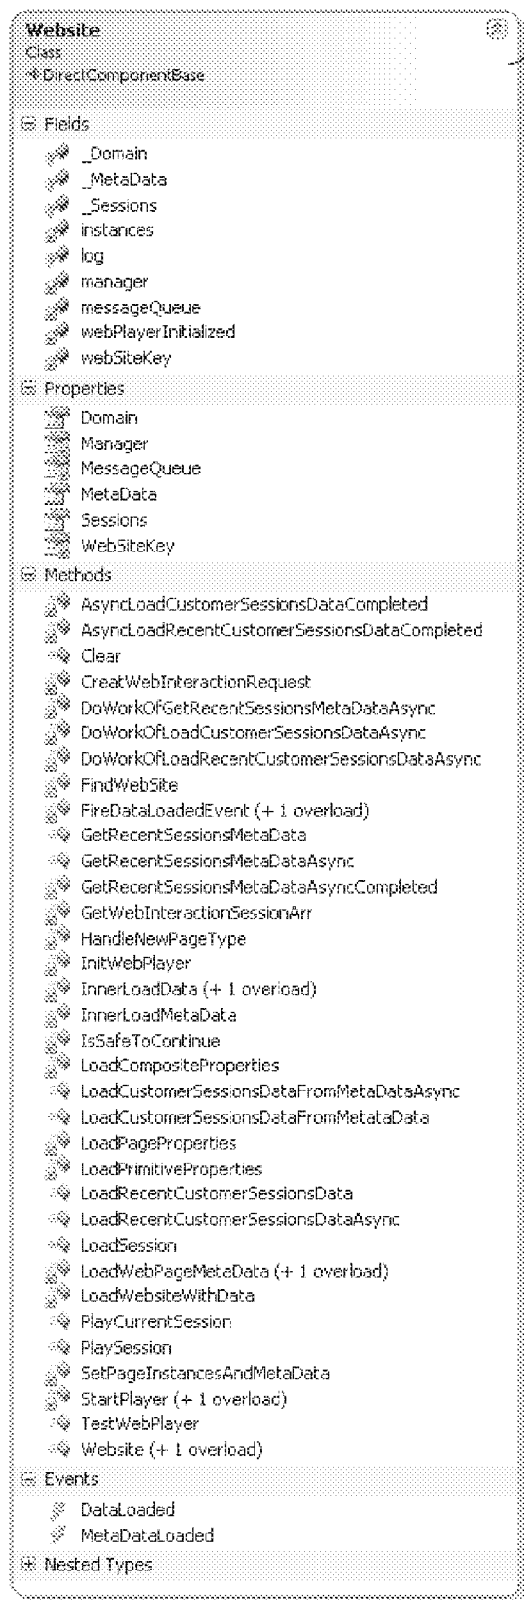 Website
Class
DirectComponentBase
Fields
_Domain
_MetaData
_Sessions
instances
log
manager
messageQueue
webPlayerInitialized
webSiteKey
Properties
Domain
Manager
MessageQueue
MetaData
Sessions
WebSiteKey
Methods
AsyncLoadCustomerSessionsDataCompleted
AsyncLoadRecentCustomerSessionsDataCompleted
Clear
CreatWebInteractionRequest
DoWorkOfGetRecentSessionsMetaDataAsync
DoWorkOfLoadCustomerSessionsDataAsync
DoWorkOfLoadRecentCustomerSessionsDataAsync
FindWebSite
FireDataLoadedEvent (+ 1 overload)
GetRecentSessionsMetaData
GetRecentSessionsMetaDataAsync
GetRecentSessionsMetaDataAsyncCompleted
GetWebInteractionSessionArr
HandleNewPageType
InitWebPlayer
InnerLoadData (+ 1 overload)
InnerLoadMetaData
IsSafeToContinue
LoadCompositeProperties
LoadCustomerSessionsDataFromMetaDataAsync
LoadCustomerSessionsDataFromMetataData
LoadPageProperties
LoadPrimitiveProperties
LoadRecentCustomerSessionsData
LoadRecentCustomerSessionsDataAsync
LoadSession
LoadWebPageMetaData (+ 1 overload)
LoadWebsiteWithData
PlayCurrentSession
PlaySession
SetPageInstancesAndMetaData
StartPlayer (+ 1 overload)
TestWebPlayer
Website (+ 1 overload)
Events
DataLoaded
MetaDataLoaded
Nested Types